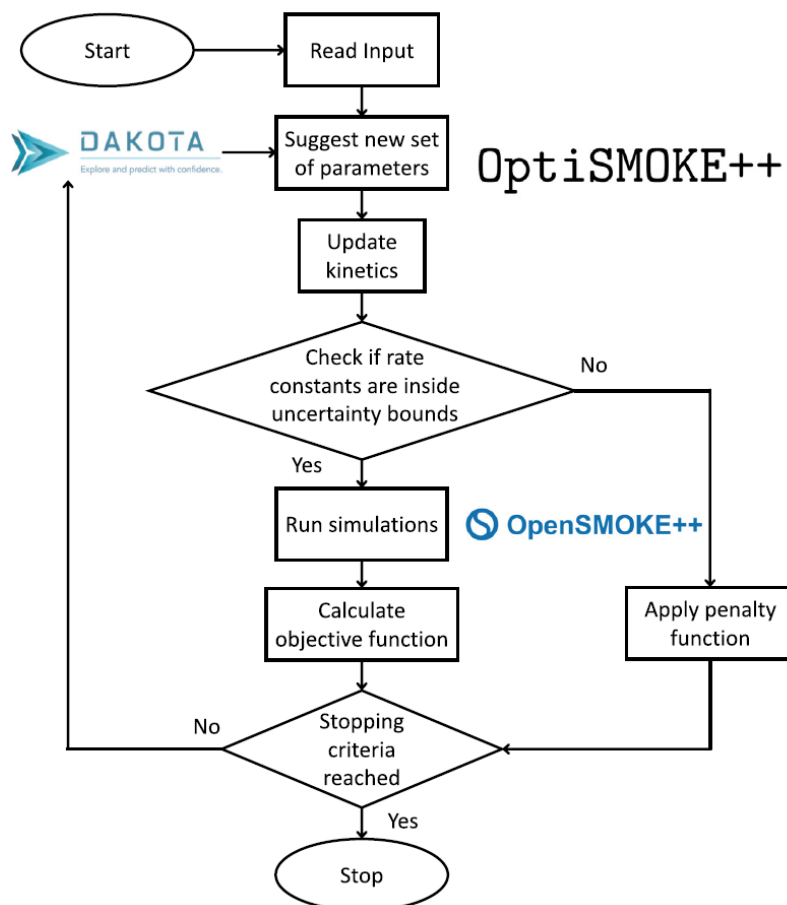 Start
Read Input
DAKOTA
Explore and predict with confidence.
Suggest new set
of parameters
OptiSMOKE++
Update
kinetics
Check if rate
constants are inside
uncertainty bounds
No
Yes
Run simulations
OpenSMOKE++
Calculate
objective function
Apply penalty
function
No
Stopping
criteria
reached
Yes
Stop